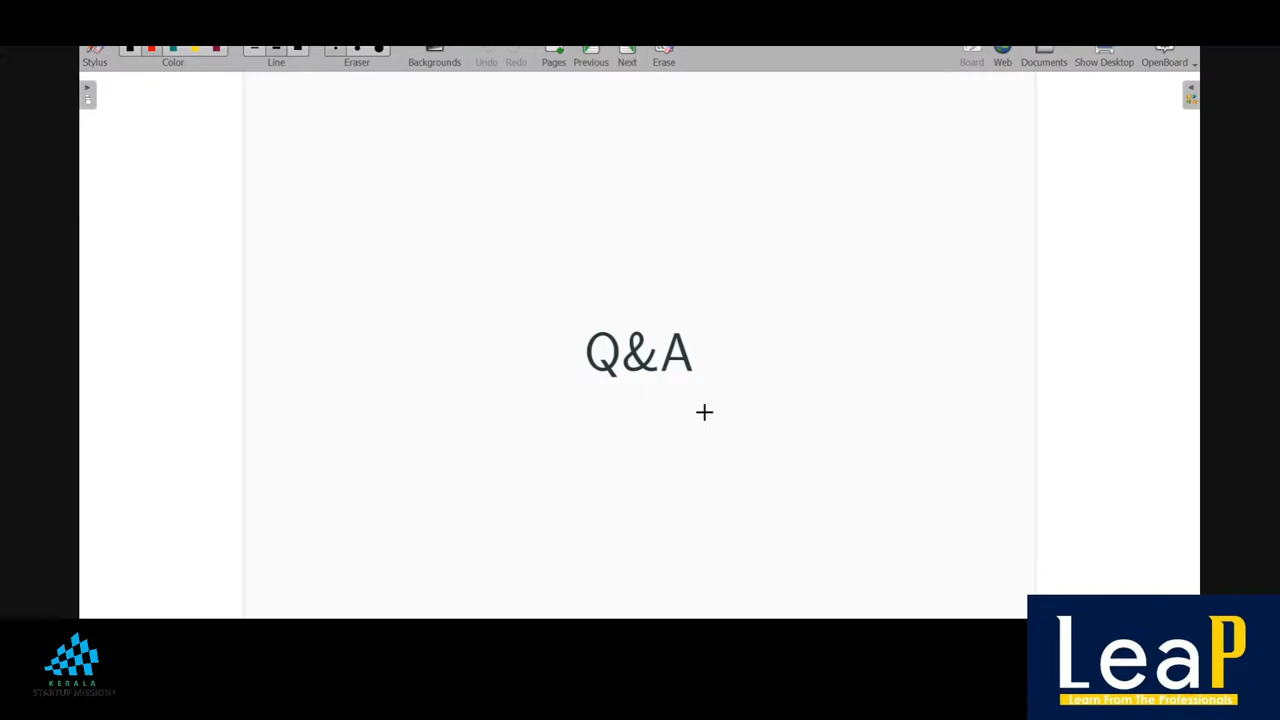 Stylus Color Line Eraser Backgrounds Undo Redo Pages Previous Next Erase Board Web Documents Show Desktop OpenBoard
Q&A
KERALA
STARTUP MISSION
LeaP
Learn From The Professionals